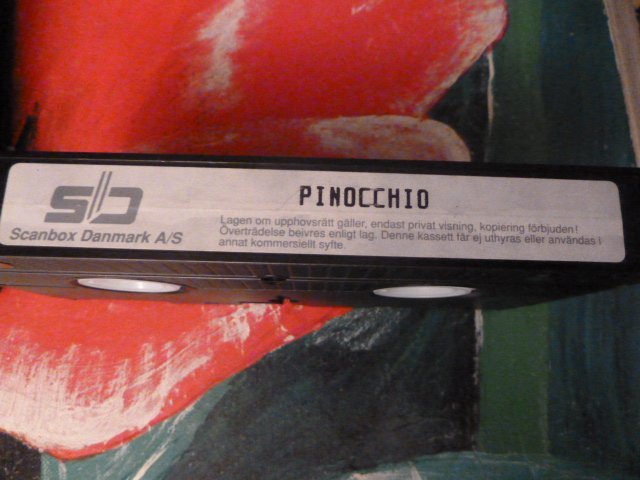 PINOCCHIO
SD
Scanbox Danmark A/S
Lagen om upphovsrätt gäller, endast privat visning, kopiering förbjuden!
Överträdelse beivres enligt lag. Denne kassett får ej uthyras eller användas i
annat kommersiellt syfte.